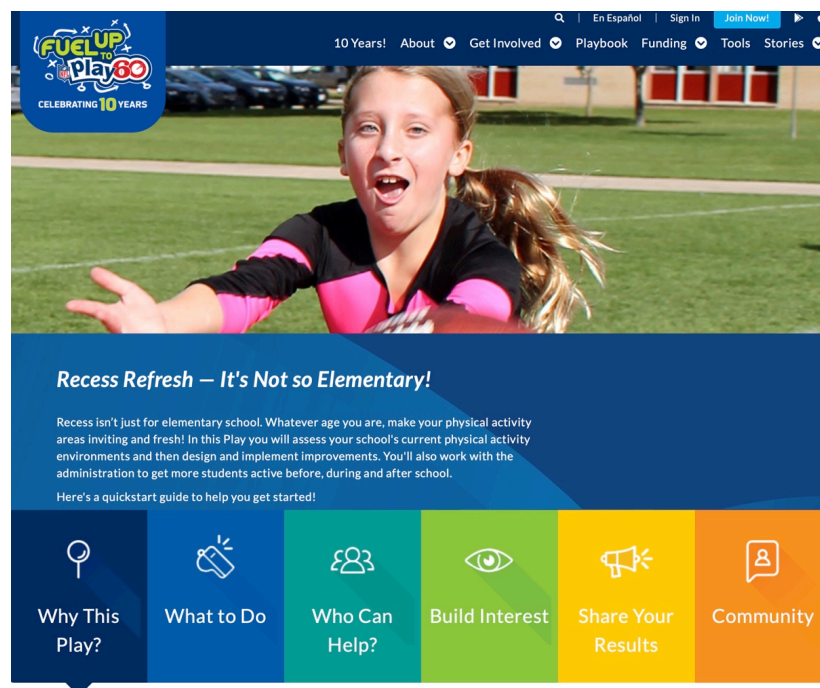 En Español | Sign In Join Now!
FUEL UP
TO
NFL Play 60
CELEBRATING 10 YEARS
10 Years! About Get Involved Playbook Funding Tools Stories
Recess Refresh — It's Not so Elementary!
Recess isn’t just for elementary school. Whatever age you are, make your physical activity
areas inviting and fresh! In this Play you will assess your school's current physical activity
environments and then design and implement improvements. You'll also work with the
administration to get more students active before, during and after school.
Here's a quickstart guide to help you get started!
Why This
Play?
What to Do
Who Can
Help?
Build Interest
Share Your
Results
Community